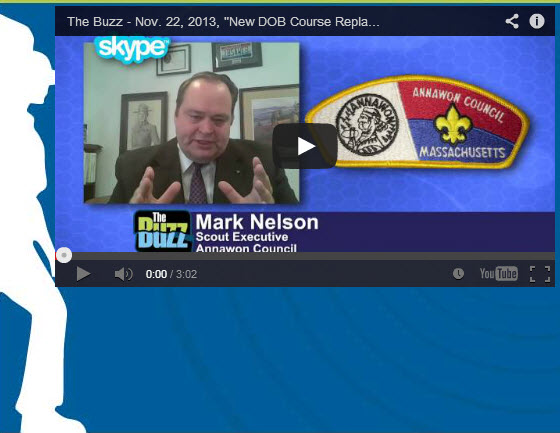 The Buzz - Nov. 22, 2013, "New DOB Course Repla...
skype
ANNAWON COUNCIL
MASSACHUSETTS
ANNAWON
The
BUZZ
Mark Nelson
Scout Executive
Annawon Council
0:00 / 3:02
YouTube